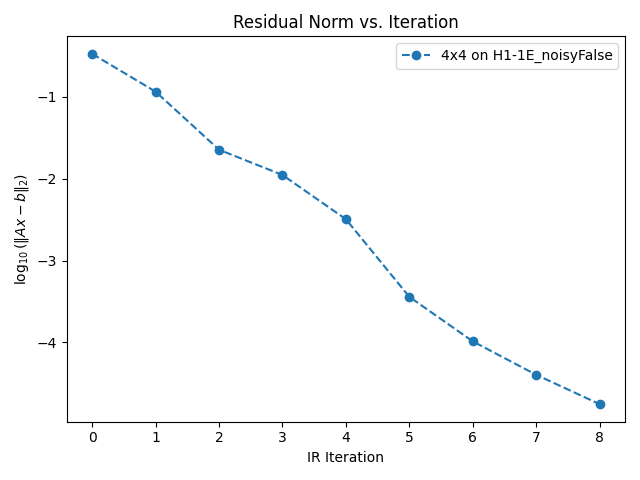 Residual Norm vs. Iteration
4x4 on H1-1E_noisyFalse
log₁₀(‖Ax − b‖₂)
−1
−2
−3
−4
0 1 2 3 4 5 6 7 8
IR Iteration